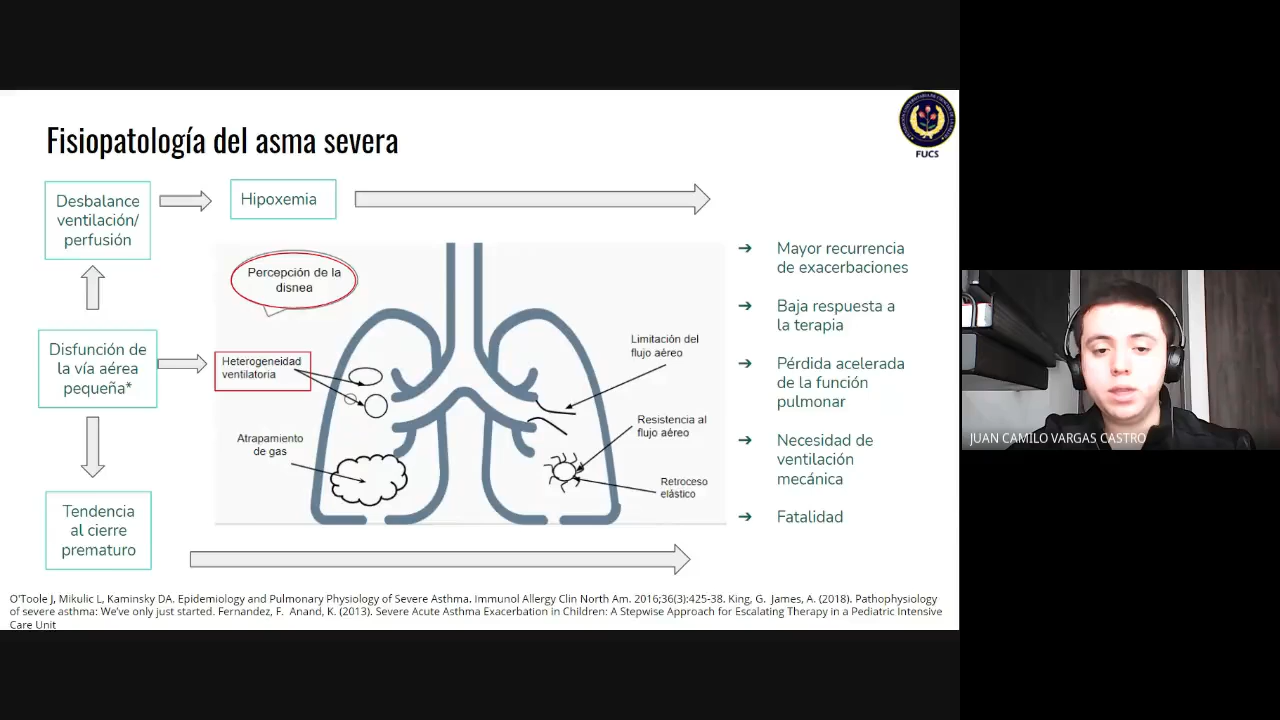 Fisiopatología del asma severa
FUCS
Desbalance
ventilación/
perfusión
Hipoxemia
Disfunción de
la vía aérea
pequeña*
Tendencia
al cierre
prematuro
Percepción de la
disnea
Heterogeneidad
ventilatoria
Atrapamiento
de gas
Limitación del
flujo aéreo
Resistencia al
flujo aéreo
Retroceso
elástico
➔ Mayor recurrencia
de exacerbaciones
➔ Baja respuesta a
la terapia
➔ Pérdida acelerada
de la función
pulmonar
➔ Necesidad de
ventilación
mecánica
➔ Fatalidad
O'Toole J, Mikulic L, Kaminsky DA. Epidemiology and Pulmonary Physiology of Severe Asthma. Immunol Allergy Clin North Am. 2016;36(3):425-38. King, G. James, A. (2018). Pathophysiology
of severe asthma: We've only just started. Fernandez, F. Anand, K. (2013). Severe Acute Asthma Exacerbation in Children: A Stepwise Approach for Escalating Therapy in a Pediatric Intensive
Care Unit
JUAN CAMILO VARGAS CASTRO